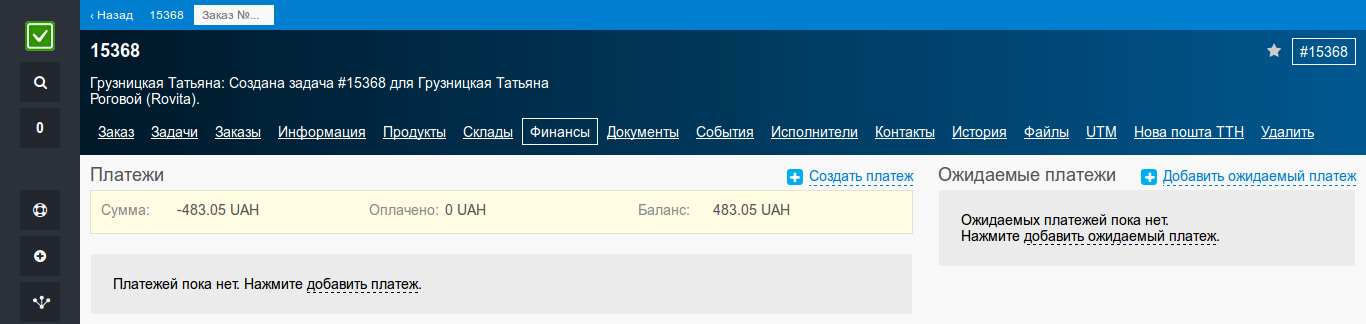 ‹ Назад 15368 Заказ №...
15368
#15368
Грузницкая Татьяна: Создана задача #15368 для Грузницкая Татьяна
Роговой (Rovita).
0
Заказ Задачи Заказы Информация Продукты Склады Финансы Документы События Исполнители Контакты История Файлы UTM Нова пошта ТТН Удалить
Платежи Создать платеж
Сумма: -483.05 UAH Оплачено: 0 UAH Баланс: 483.05 UAH
Платежей пока нет. Нажмите добавить платеж.
Ожидаемые платежи Добавить ожидаемый платеж
Ожидаемых платежей пока нет.
Нажмите добавить ожидаемый платеж.